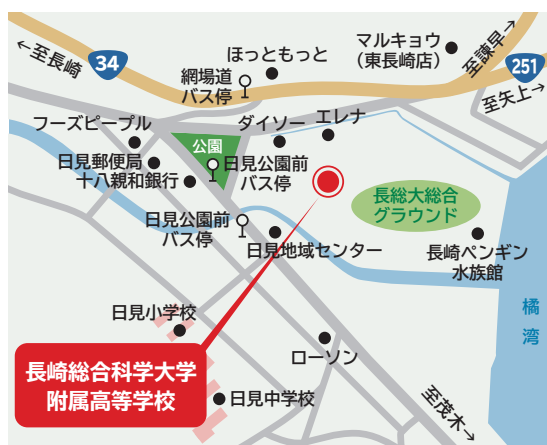 ←至長崎
34
ほっともっと
マルキョウ
（東長崎店）
至諫早→
251
至矢上→
網場道
バス停
フーズピープル
公園
ダイソー
エレナ
日見郵便局
十八親和銀行
日見公園前
バス停
長総大総合
グラウンド
日見公園前
バス停
日見地域センター
長崎ペンギン
水族館
橘湾
日見小学校
ローソン
長崎総合科学大学
附属高等学校
日見中学校
至茂木→